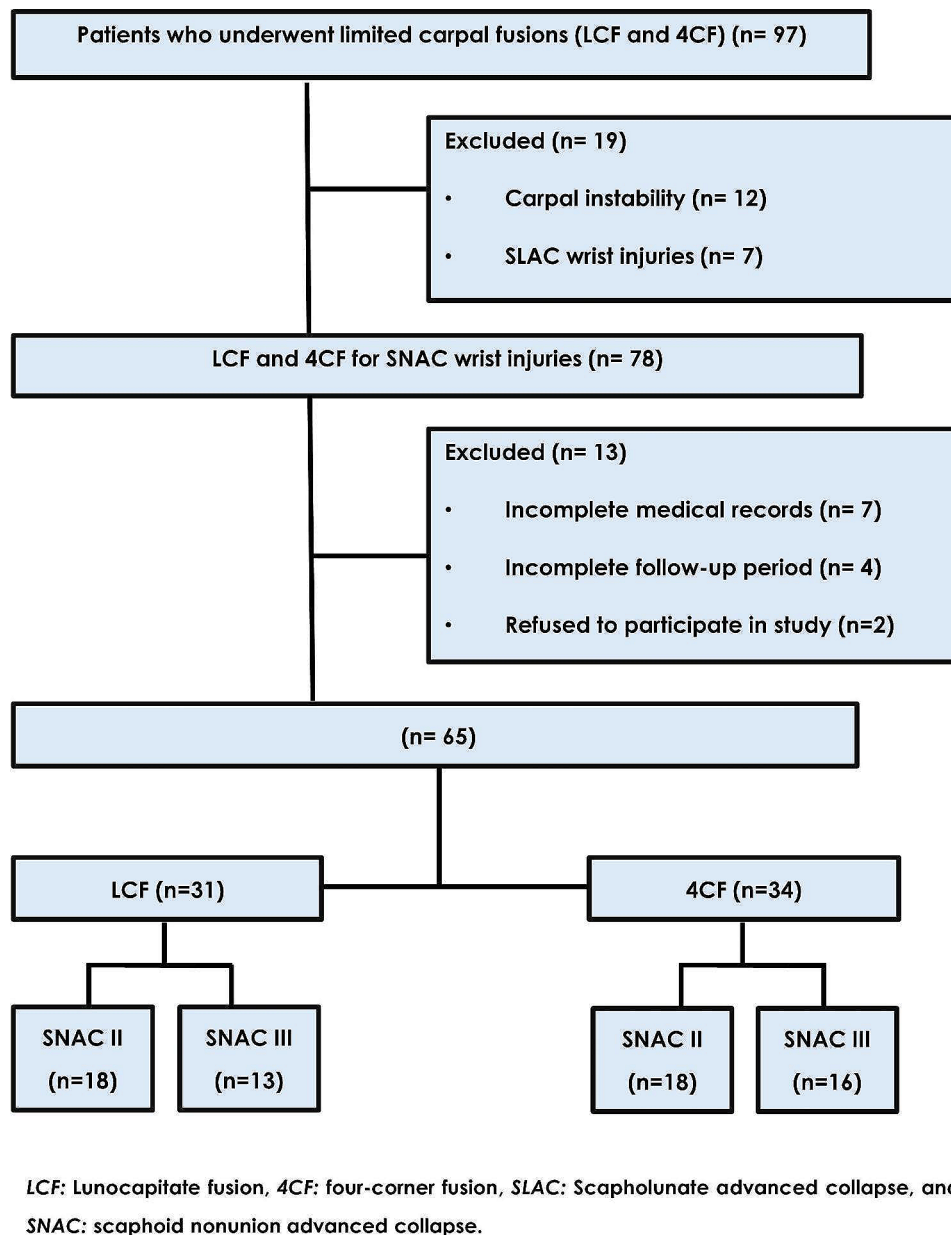 Patients who underwent limited carpal fusions (LCF and 4CF) (n= 97)
Excluded (n= 19)
• Carpal instability (n= 12)
• SLAC wrist injuries (n= 7)
LCF and 4CF for SNAC wrist injuries (n= 78)
Excluded (n= 13)
• Incomplete medical records (n= 7)
• Incomplete follow-up period (n= 4)
• Refused to participate in study (n=2)
(n= 65)
LCF (n=31)
4CF (n=34)
SNAC II
(n=18)
SNAC III
(n=13)
SNAC II
(n=18)
SNAC III
(n=16)
LCF: Lunocapitate fusion, 4CF: four-corner fusion, SLAC: Scapholunate advanced collapse, and
SNAC: scaphoid nonunion advanced collapse.